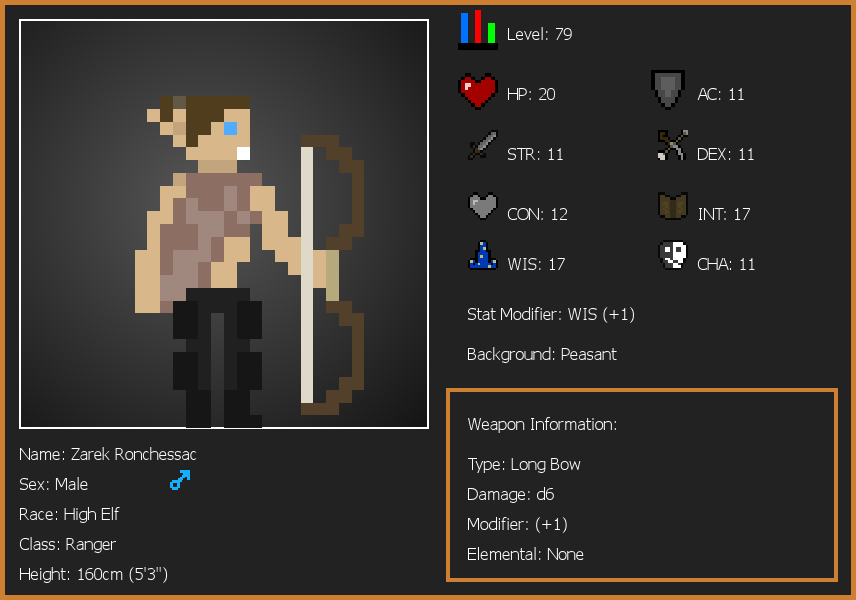 Level: 79
HP: 20
AC: 11
STR: 11
DEX: 11
CON: 12
INT: 17
WIS: 17
CHA: 11
Stat Modifier: WIS (+1)
Background: Peasant
Weapon Information:
Type: Long Bow
Damage: d6
Modifier: (+1)
Elemental: None
Name: Zarek Ronchessac
Sex: Male
Race: High Elf
Class: Ranger
Height: 160cm (5'3")